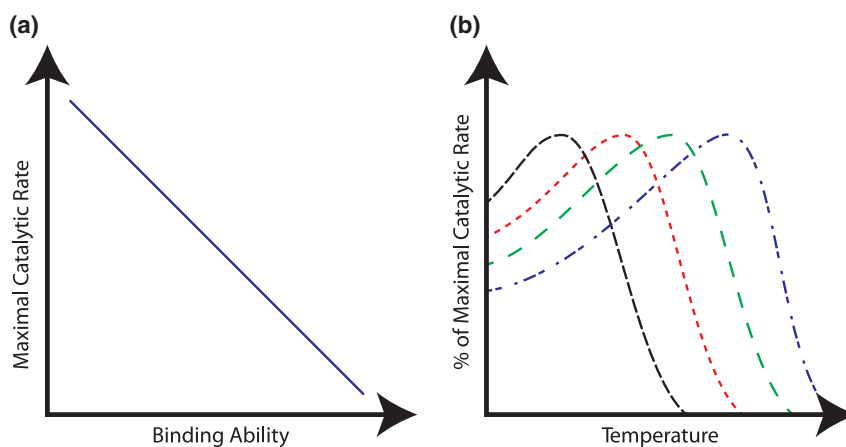 (a)
Maximal Catalytic Rate
Binding Ability
(b)
% of Maximal Catalytic Rate
Temperature